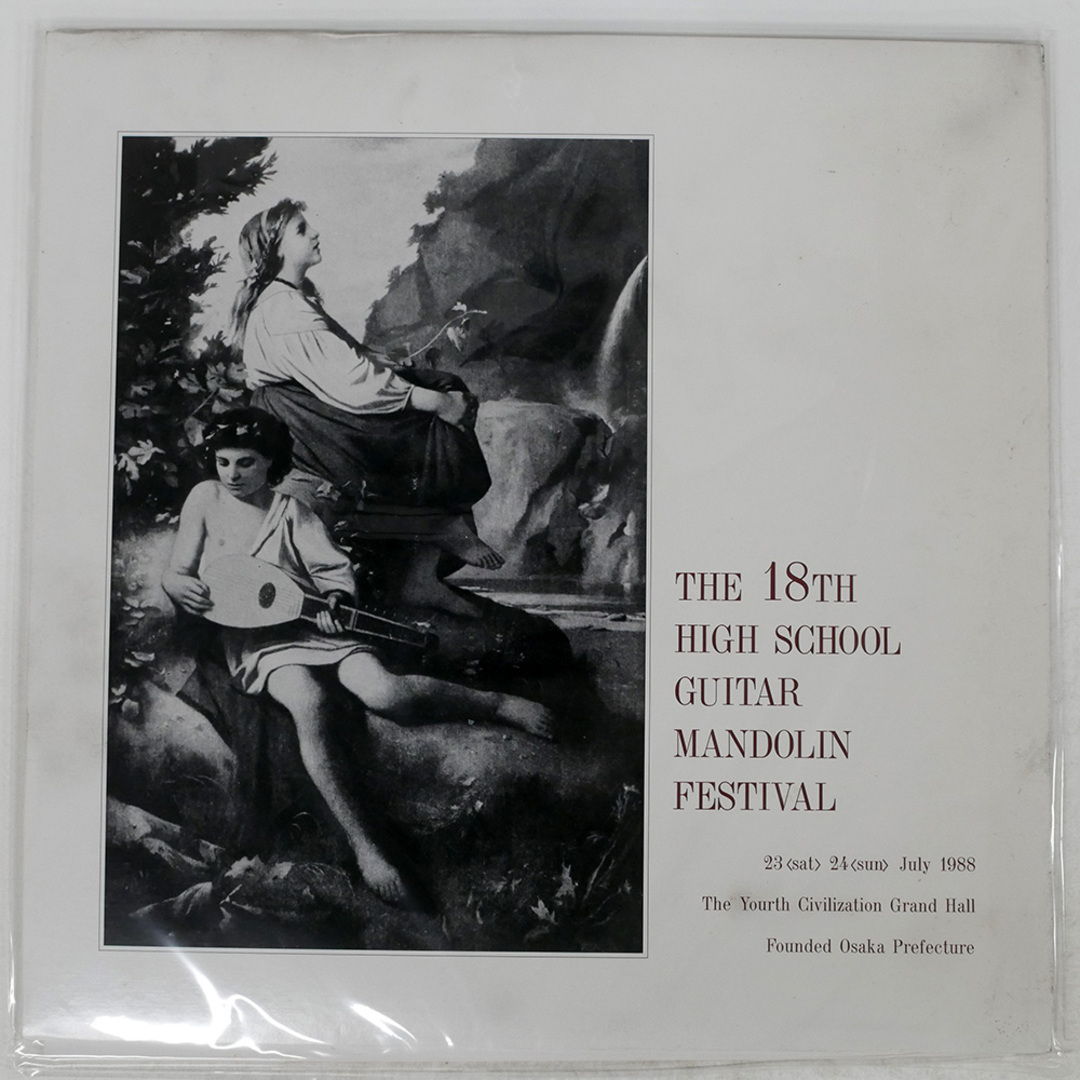 THE 18TH
HIGH SCHOOL
GUITAR
MANDOLIN
FESTIVAL
23〈sat〉 24〈sun〉 July 1988
The Yourth Civilization Grand Hall
Founded Osaka Prefecture